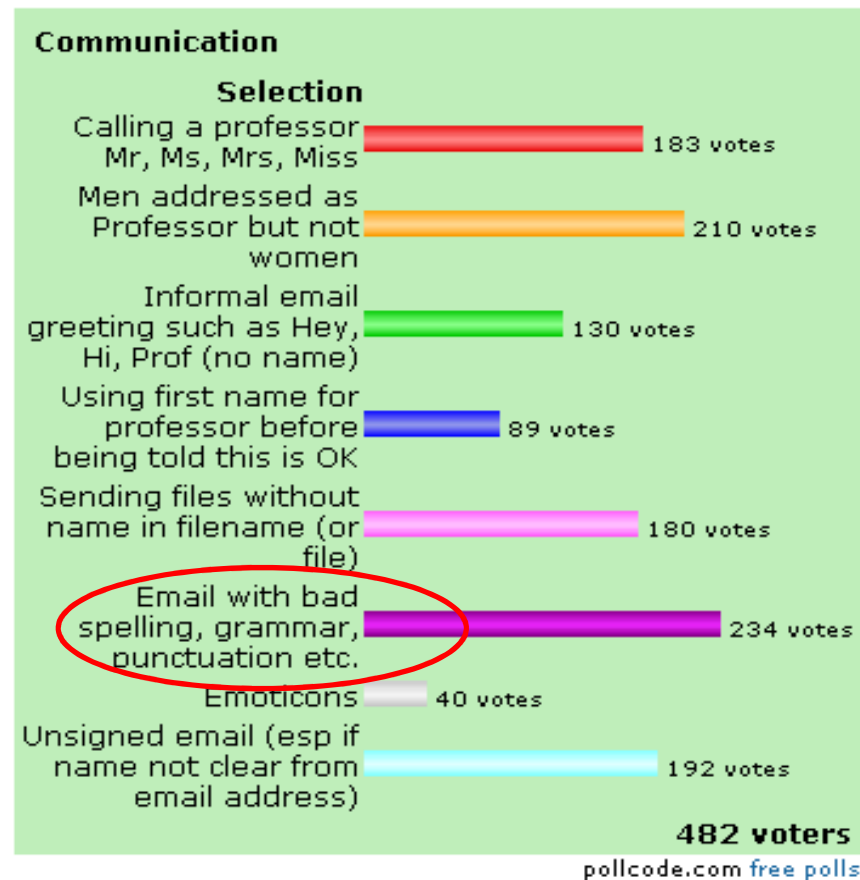 Communication
Selection
Calling a professor
Mr, Ms, Mrs, Miss
183 votes
Men addressed as
Professor but not
women
210 votes
Informal email
greeting such as Hey,
Hi, Prof (no name)
130 votes
Using first name for
professor before
being told this is OK
89 votes
Sending files without
name in filename (or
file)
180 votes
Email with bad
spelling, grammar,
punctuation etc.
234 votes
Emoticons
40 votes
Unsigned email (esp if
name not clear from
email address)
192 votes
482 voters
pollcode.com free polls